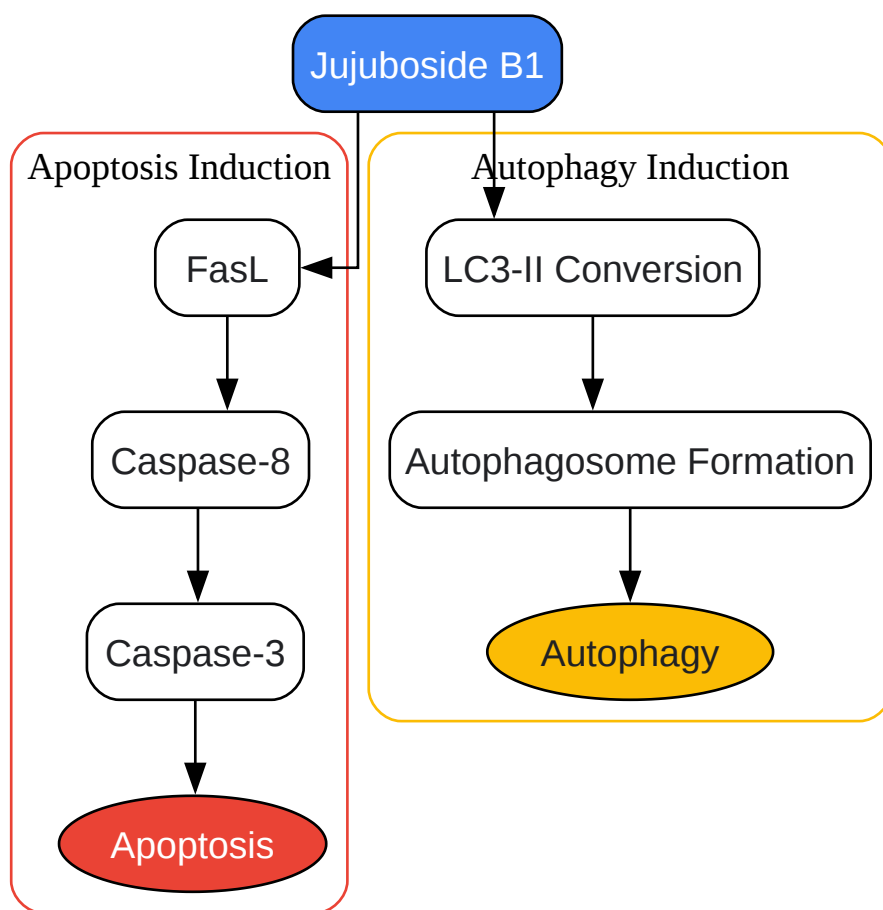 Jujuboside B1
Apoptosis Induction
FasL
Caspase-8
Caspase-3
Apoptosis
Autophagy Induction
LC3-II Conversion
Autophagosome Formation
Autophagy